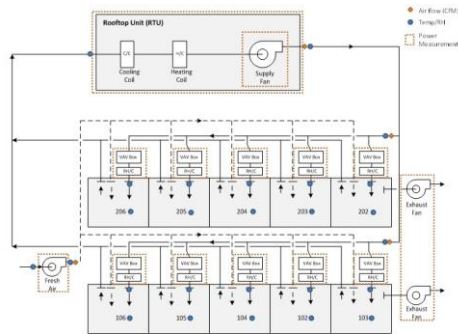 Rooftop Unit (RTU)
Air flow (CFM)
Temp/RH
Power
Measurement
C/C
H/C
Cooling
Coil
Heating
Coil
Supply
Fan
VAV Box
VAV Box
VAV Box
VAV Box
VAV Box
RH/C
RH/C
RH/C
RH/C
RH/C
206
205
204
203
202
Exhaust
Fan
VAV Box
VAV Box
VAV Box
VAV Box
VAV Box
RH/C
RH/C
RH/C
RH/C
RH/C
Fresh
Air
106
105
104
102
103
Exhaust
Fan